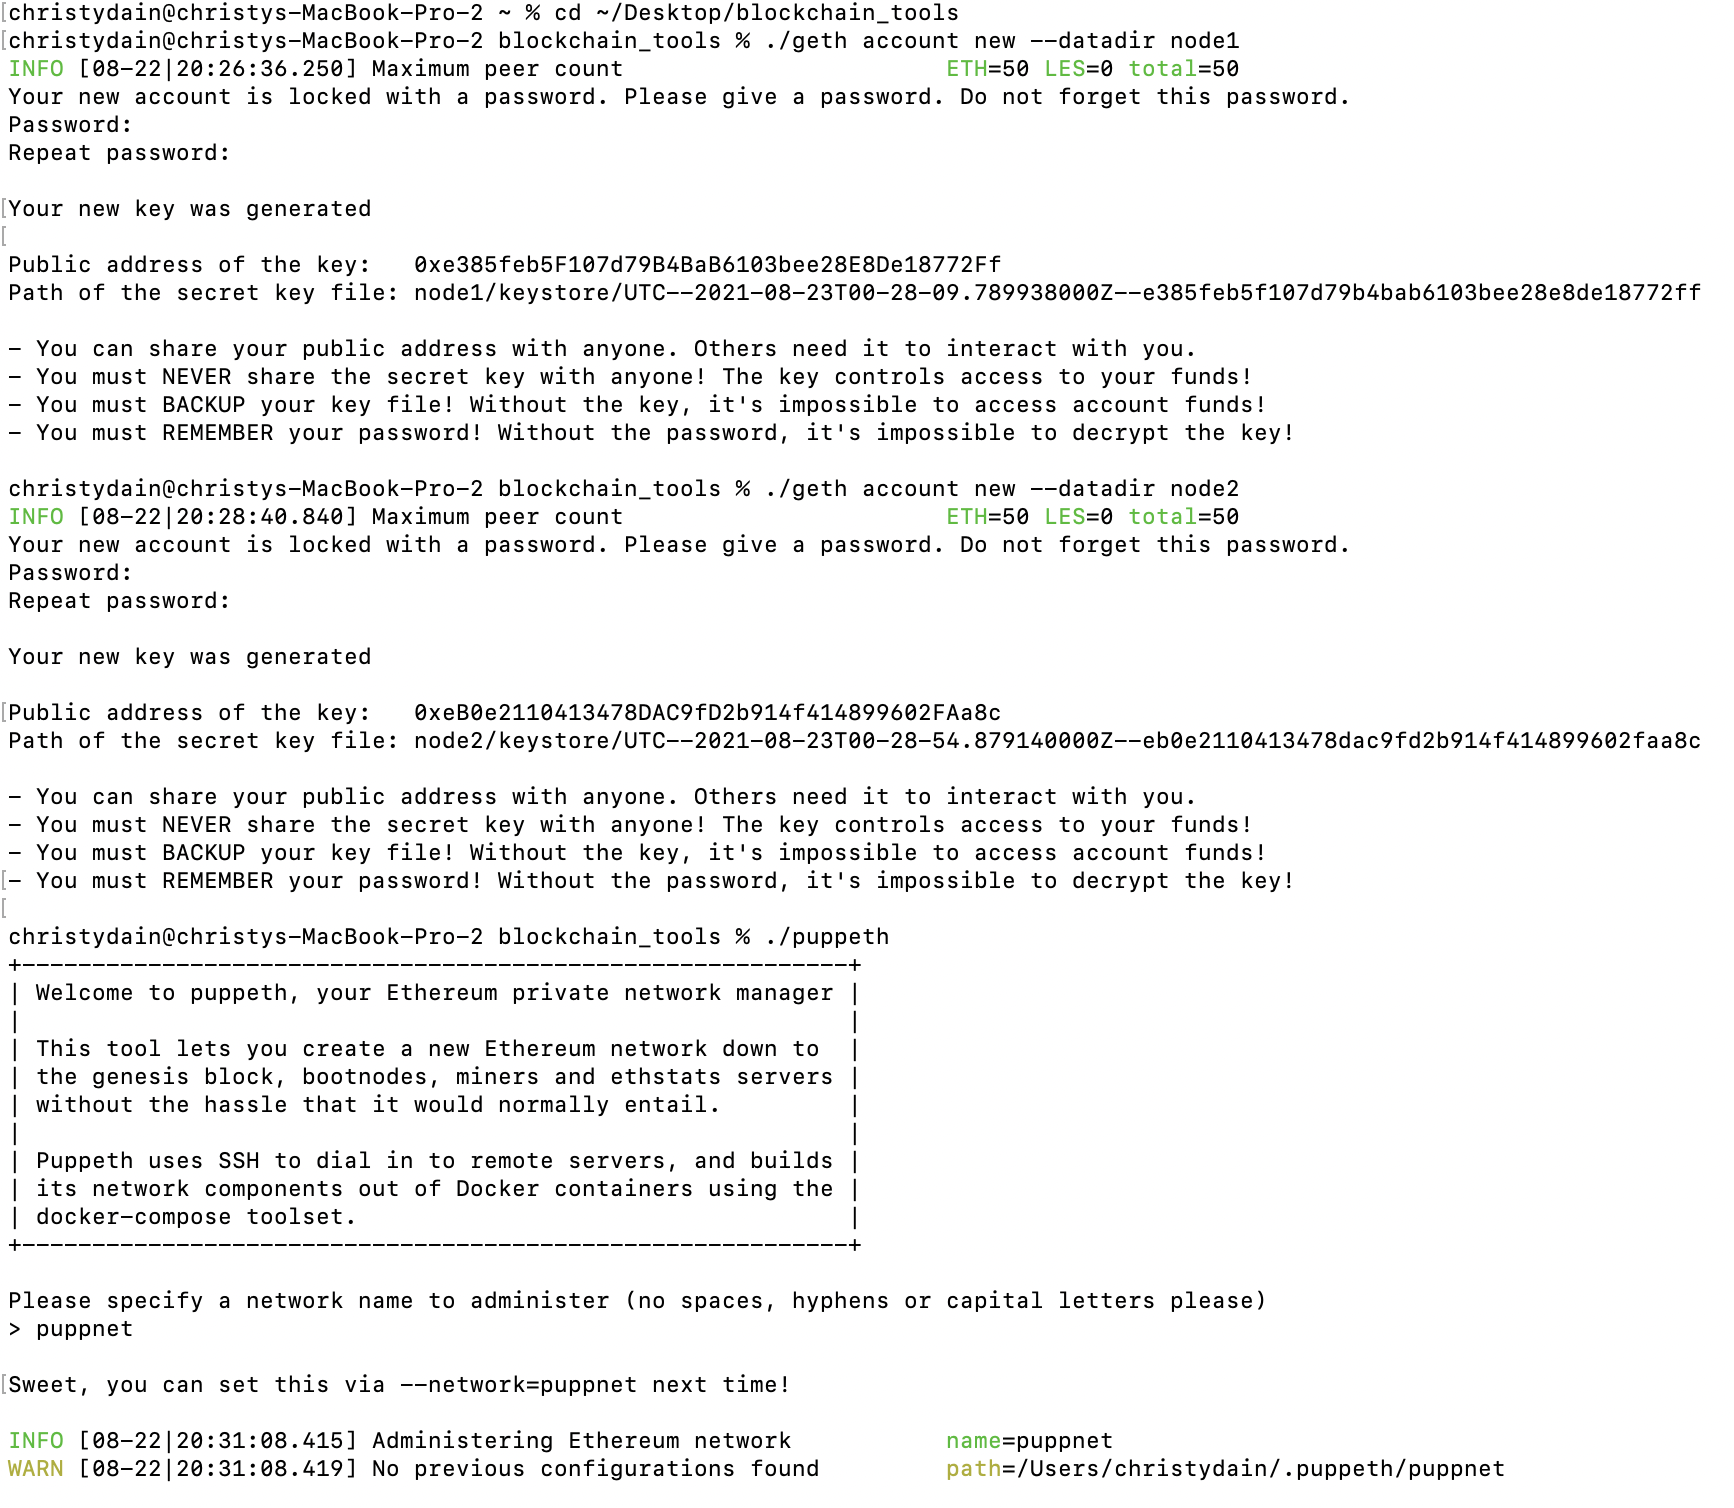 christydain@christys-MacBook-Pro-2 ~ % cd ~/Desktop/blockchain_tools
christydain@christys-MacBook-Pro-2 blockchain_tools % ./geth account new --datadir node1
INFO [08-22|20:26:36.250] Maximum peer count                       ETH=50 LES=0 total=50
Your new account is locked with a password. Please give a password. Do not forget this password.
Password:
Repeat password:

Your new key was generated

Public address of the key:   0xe385feb5F107d79B4BaB6103bee28E8De18772Ff
Path of the secret key file: node1/keystore/UTC--2021-08-23T00-28-09.789938000Z--e385feb5f107d79b4bab6103bee28e8de18772ff

- You can share your public address with anyone. Others need it to interact with you.
- You must NEVER share the secret key with anyone! The key controls access to your funds!
- You must BACKUP your key file! Without the key, it's impossible to access account funds!
- You must REMEMBER your password! Without the password, it's impossible to decrypt the key!

christydain@christys-MacBook-Pro-2 blockchain_tools % ./geth account new --datadir node2
INFO [08-22|20:28:40.840] Maximum peer count                       ETH=50 LES=0 total=50
Your new account is locked with a password. Please give a password. Do not forget this password.
Password:
Repeat password:

Your new key was generated

Public address of the key:   0xeB0e2110413478DAC9fD2b914f414899602FAa8c
Path of the secret key file: node2/keystore/UTC--2021-08-23T00-28-54.879140000Z--eb0e2110413478dac9fd2b914f414899602faa8c

- You can share your public address with anyone. Others need it to interact with you.
- You must NEVER share the secret key with anyone! The key controls access to your funds!
- You must BACKUP your key file! Without the key, it's impossible to access account funds!
- You must REMEMBER your password! Without the password, it's impossible to decrypt the key!

christydain@christys-MacBook-Pro-2 blockchain_tools % ./puppeth
+-----------------------------------------------------------+
| Welcome to puppeth, your Ethereum private network manager |
|                                                           |
| This tool lets you create a new Ethereum network down to  |
| the genesis block, bootnodes, miners and ethstats servers |
| without the hassle that it would normally entail.         |
|                                                           |
| Puppeth uses SSH to dial in to remote servers, and builds |
| its network components out of Docker containers using the |
| docker-compose toolset.                                   |
+-----------------------------------------------------------+

Please specify a network name to administer (no spaces, hyphens or capital letters please)
> puppnet

Sweet, you can set this via --network=puppnet next time!

INFO [08-22|20:31:08.415] Administering Ethereum network           name=puppnet
WARN [08-22|20:31:08.419] No previous configurations found         path=/Users/christydain/.puppeth/puppnet